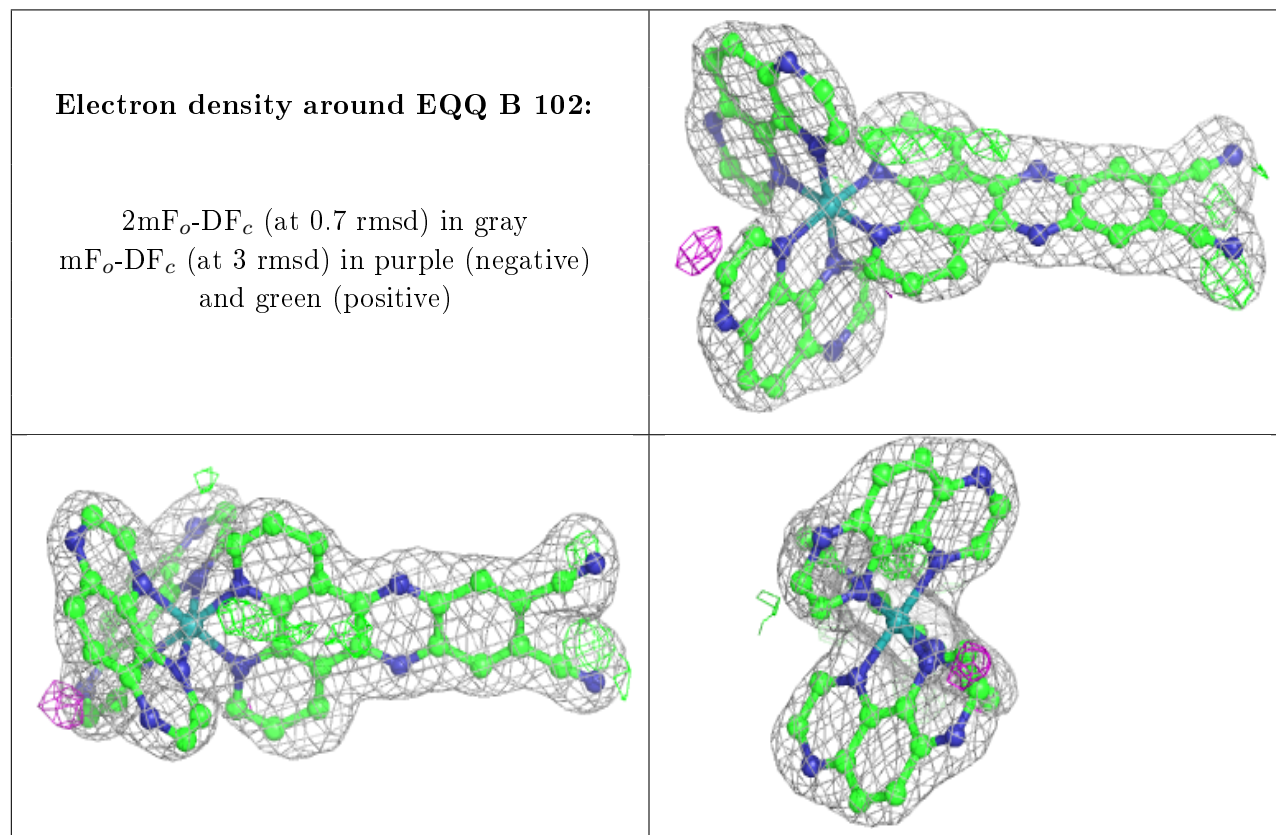 Electron density around EQQ B 102:
2mFo-DFc (at 0.7 rmsd) in gray
mFo-DFc (at 3 rmsd) in purple (negative)
and green (positive)